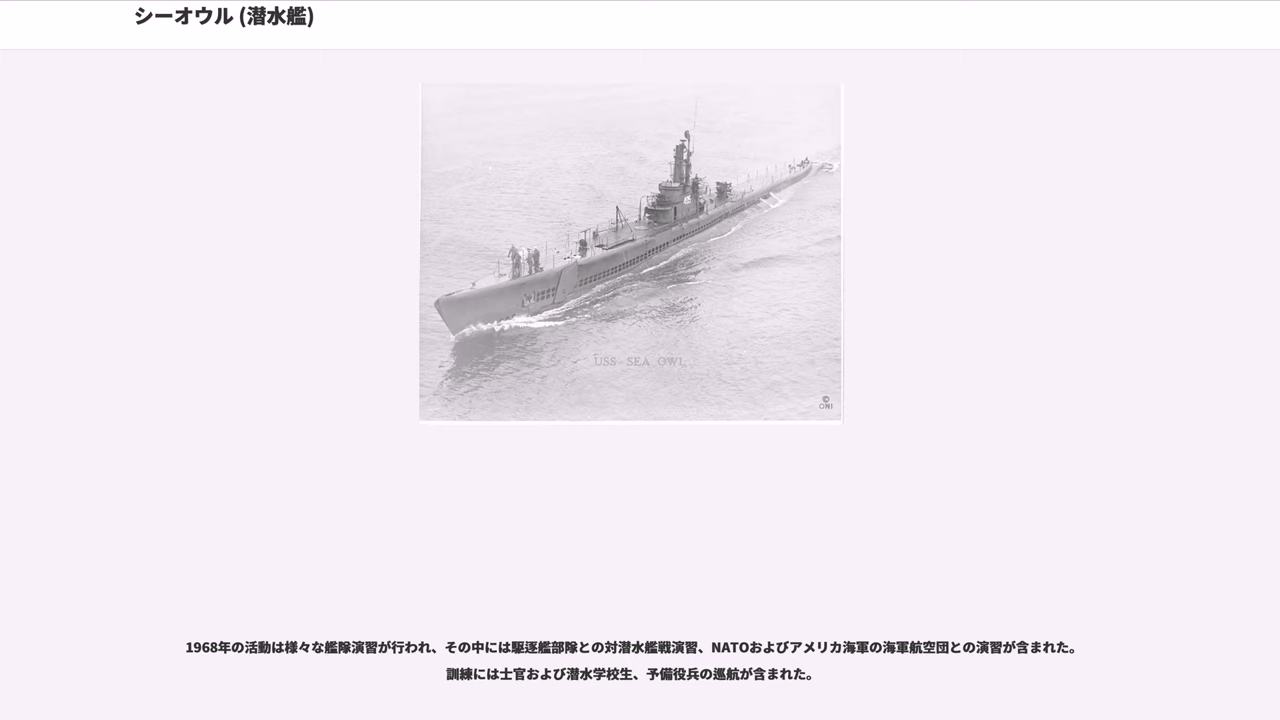 シーオウル (潜水艦)
USS SEA OWL
©
ONI
1968年の活動は様々な艦隊演習が行われ、その中には駆逐艦部隊との対潜水艦戦演習、NATOおよびアメリカ海軍の海軍航空団との演習が含まれた。
訓練には士官および潜水学校生、予備役兵の巡航が含まれた。